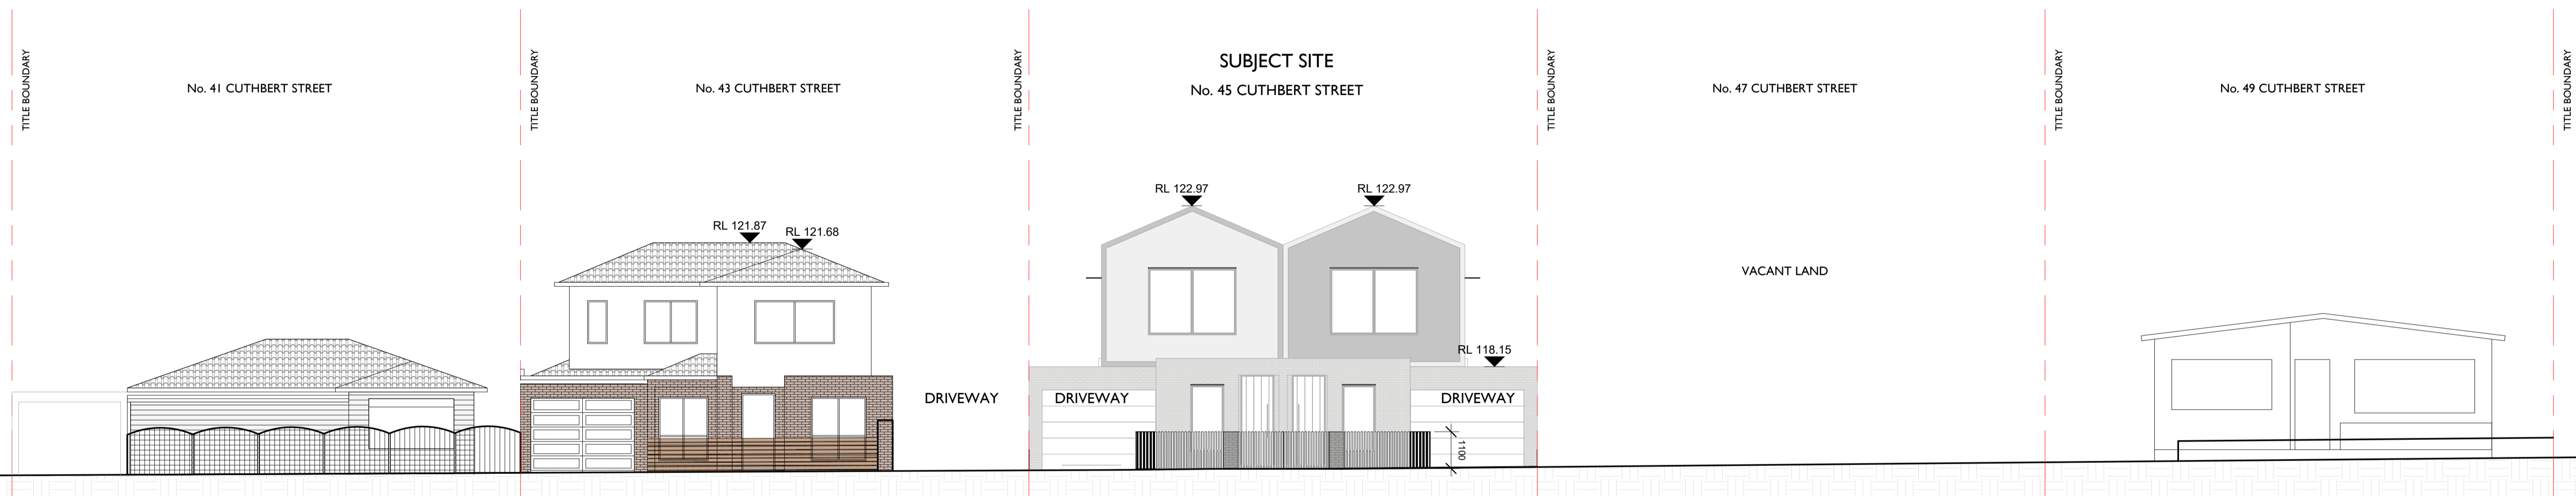 SUBJECT SITE
No. 41 CUTHBERT STREET
No. 43 CUTHBERT STREET
No. 45 CUTHBERT STREET
No. 47 CUTHBERT STREET
No. 49 CUTHBERT STREET
TITLE BOUNDARY
TITLE BOUNDARY
TITLE BOUNDARY
TITLE BOUNDARY
TITLE BOUNDARY
TITLE BOUNDARY
RL 122.97
RL 122.97
RL 121.87
RL 121.68
VACANT LAND
RL 118.15
DRIVEWAY
DRIVEWAY
DRIVEWAY
1100